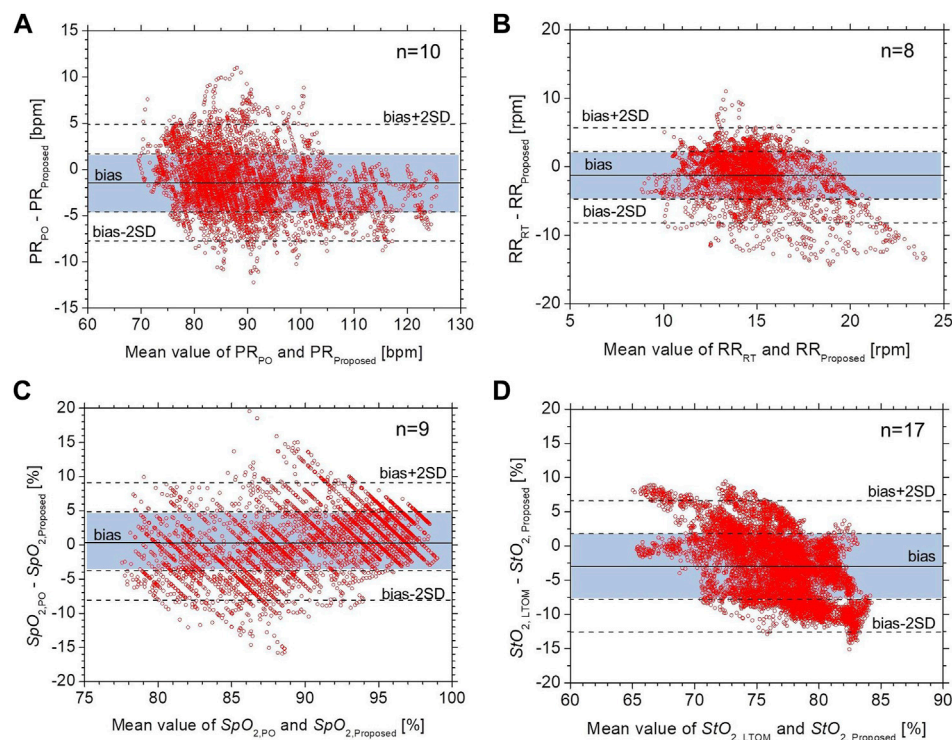 A
15
10
5
0
-5
-10
-15
60 70 80 90 100 110 120 130
PR_PO - PR_Proposed [bpm]
Mean value of PR_PO and PR_Proposed [bpm]
n=10
bias+2SD
bias
bias-2SD
B
20
10
0
-10
-20
5 10 15 20 25
RR_RT - RR_Proposed [rpm]
Mean value of RR_RT and RR_Proposed [rpm]
n=8
bias+2SD
bias
bias-2SD
C
20
15
10
5
0
-5
-10
-15
-20
75 80 85 90 95 100
SpO2,PO - SpO2,Proposed [%]
Mean value of SpO2,PO and SpO2,Proposed [%]
n=9
bias+2SD
bias
bias-2SD
D
20
15
10
5
0
-5
-10
-15
-20
60 65 70 75 80 85 90
StO2, LTOM - StO2, Proposed [%]
Mean value of StO2, LTOM and StO2, Proposed [%]
n=17
bias+2SD
bias
bias-2SD